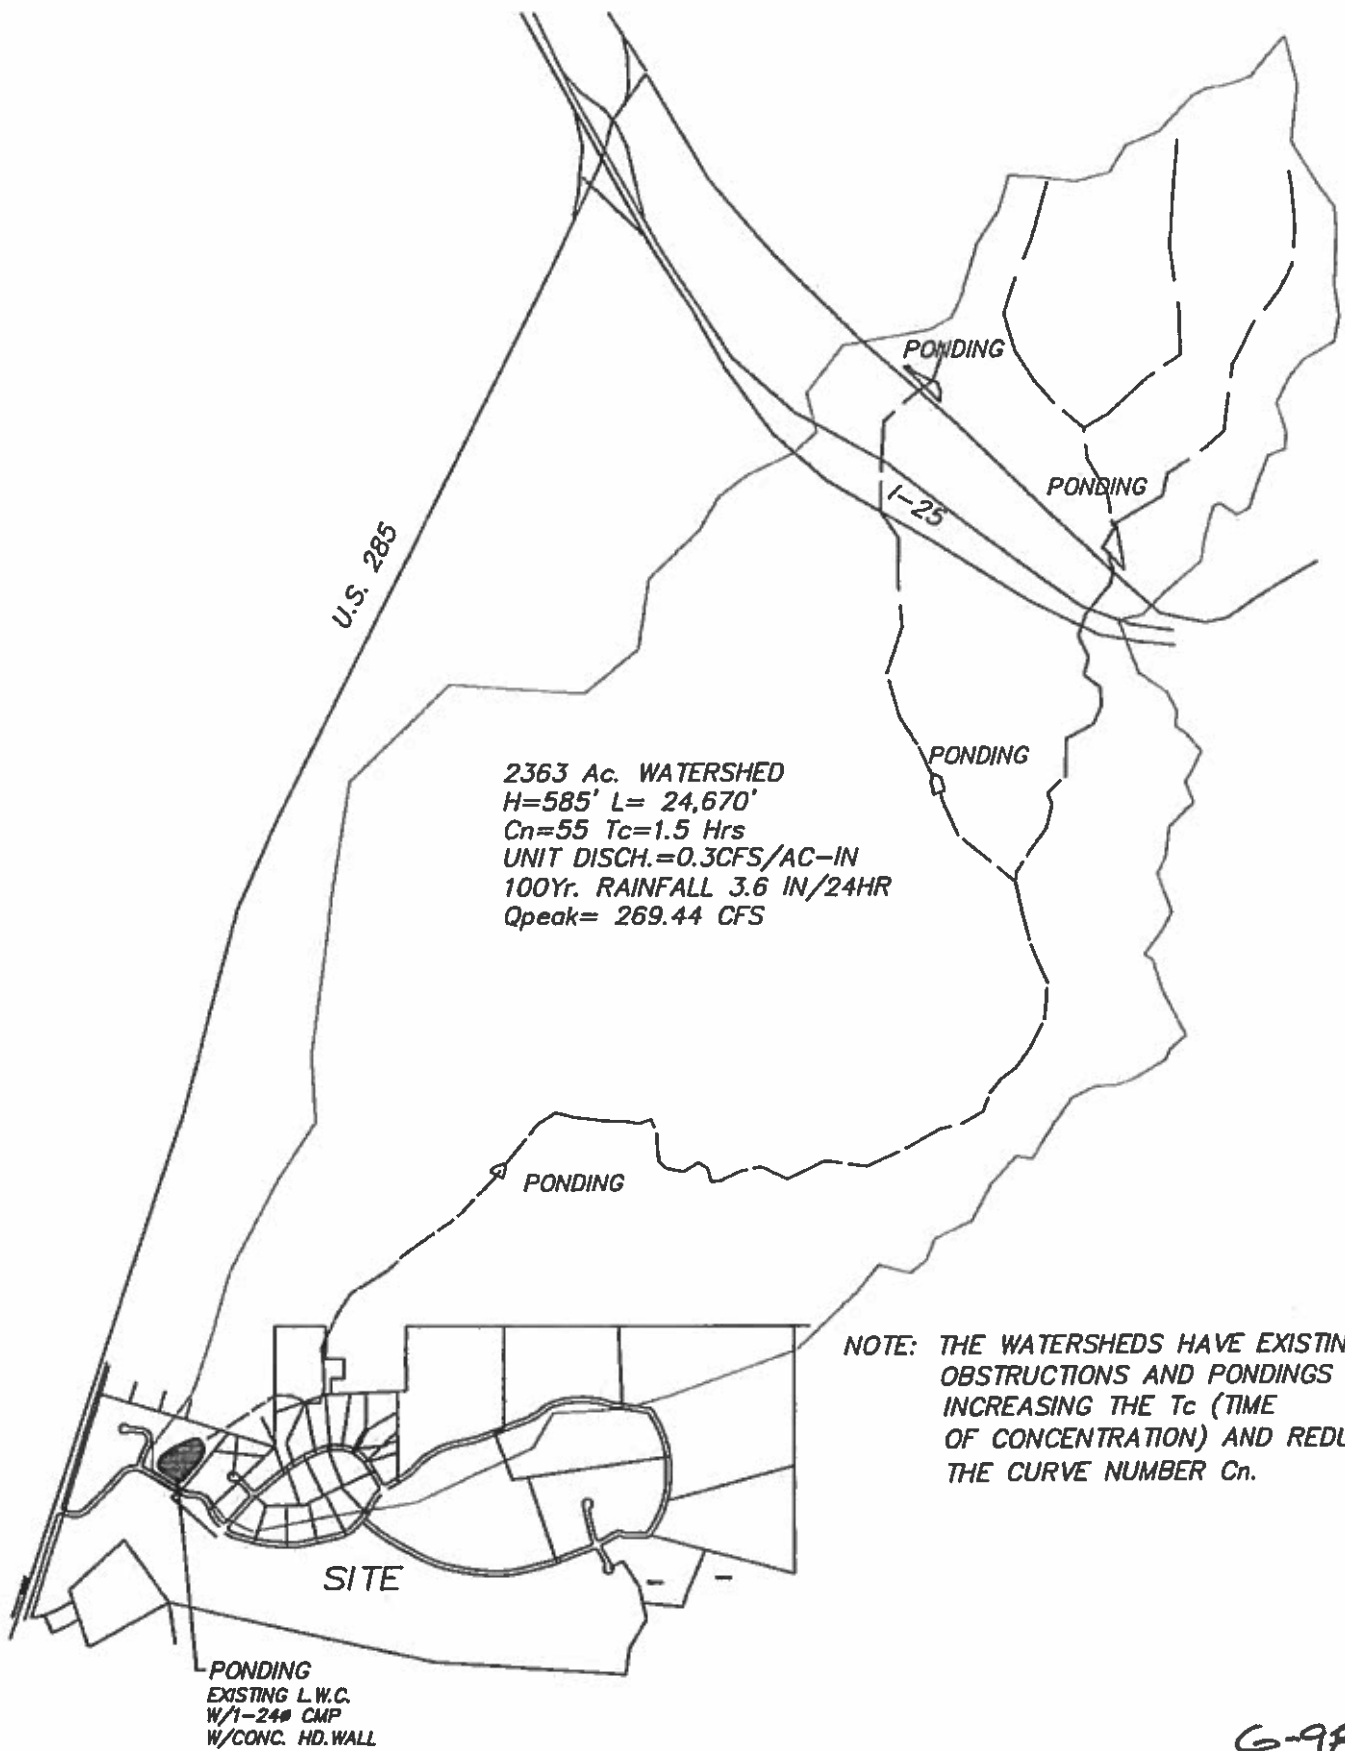 PONDING
PONDING
I-25
U.S. 285
PONDING
2363 Ac. WATERSHED
H=585' L= 24,670'
Cn=55 Tc=1.5 Hrs
UNIT DISCH.=0.3CFS/AC-IN
100Yr. RAINFALL 3.6 IN/24HR
Qpeak= 269.44 CFS
PONDING
NOTE: THE WATERSHEDS HAVE EXISTIN
OBSTRUCTIONS AND PONDINGS
INCREASING THE Tc (TIME
OF CONCENTRATION) AND REDU
THE CURVE NUMBER Cn.
SITE
PONDING
EXISTING L.W.C.
W/1-24ø CMP
W/CONC. HD.WALL